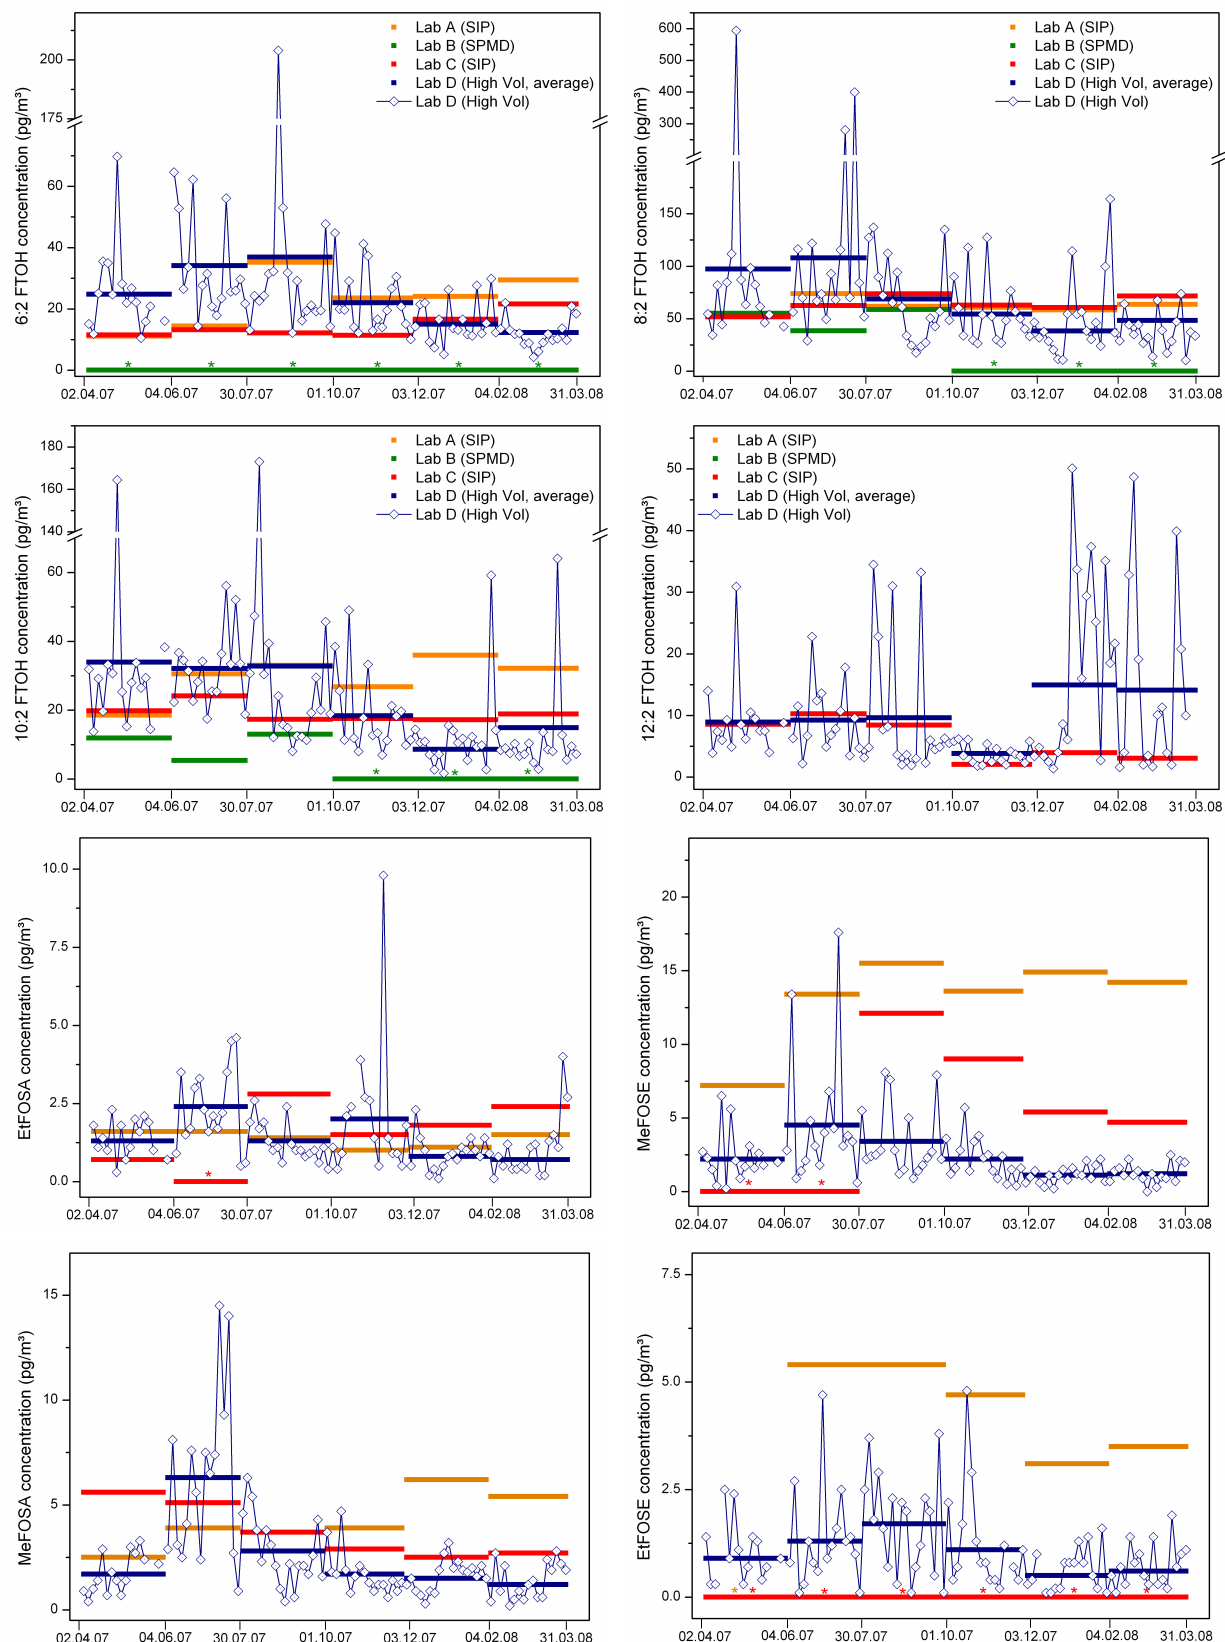 6:2 FTOH concentration (pg/m³)
200
175
60
40
20
0
Lab A (SIP)
Lab B (SPMD)
Lab C (SIP)
Lab D (High Vol, average)
Lab D (High Vol)
* * * * * *
02.04.07 04.06.07 30.07.07 01.10.07 03.12.07 04.02.08 31.03.08
8:2 FTOH concentration (pg/m³)
600
500
400
300
150
100
50
0
Lab A (SIP)
Lab B (SPMD)
Lab C (SIP)
Lab D (High Vol, average)
Lab D (High Vol)
* * *
02.04.07 04.06.07 30.07.07 01.10.07 03.12.07 04.02.08 31.03.08
10:2 FTOH concentration (pg/m³)
180
160
140
60
40
20
0
Lab A (SIP)
Lab B (SPMD)
Lab C (SIP)
Lab D (High Vol, average)
Lab D (High Vol)
* * *
02.04.07 04.06.07 30.07.07 01.10.07 03.12.07 04.02.08 31.03.08
12:2 FTOH concentration (pg/m³)
50
40
30
20
10
0
Lab A (SIP)
Lab B (SPMD)
Lab C (SIP)
Lab D (High Vol, average)
Lab D (High Vol)
02.04.07 04.06.07 30.07.07 01.10.07 03.12.07 04.02.08 31.03.08
EtFOSA concentration (pg/m³)
10.0
7.5
5.0
2.5
0.0
*
02.04.07 04.06.07 30.07.07 01.10.07 03.12.07 04.02.08 31.03.08
MeFOSE concentration (pg/m³)
20
15
10
5
0
* *
02.04.07 04.06.07 30.07.07 01.10.07 03.12.07 04.02.08 31.03.08
MeFOSA concentration (pg/m³)
15
10
5
0
02.04.07 04.06.07 30.07.07 01.10.07 03.12.07 04.02.08 31.03.08
EtFOSE concentration (pg/m³)
7.5
5.0
2.5
0.0
* * * * * * *
02.04.07 04.06.07 30.07.07 01.10.07 03.12.07 04.02.08 31.03.08